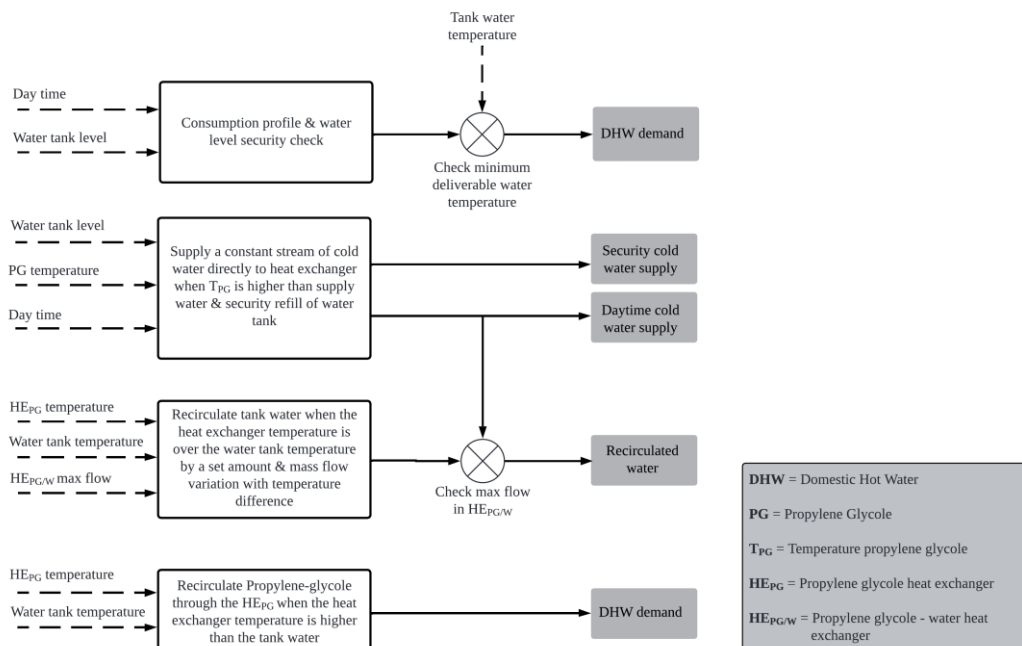 Tank water
temperature
Day time
Water tank level
Consumption profile & water
level security check
DHW demand
Check minimum
deliverable water
temperature
Water tank level
PG temperature
Day time
Supply a constant stream of cold
water directly to heat exchanger
when TPG is higher than supply
water & security refill of water
tank
Security cold
water supply
Daytime cold
water supply
HEPG temperature
Water tank temperature
HEPG/W max flow
Recirculate tank water when the
heat exchanger temperature is
over the water tank temperature
by a set amount & mass flow
variation with temperature
difference
Check max flow
in HEPG/W
Recirculated
water
HEPG temperature
Water tank temperature
Recirculate Propylene-glycole
through the HEPG when the heat
exchanger temperature is higher
than the tank water
DHW demand
DHW = Domestic Hot Water
PG = Propylene Glycole
TPG = Temperature propylene glycole
HEPG = Propylene glycole heat exchanger
HEPG/W = Propylene glycole - water heat
exchanger